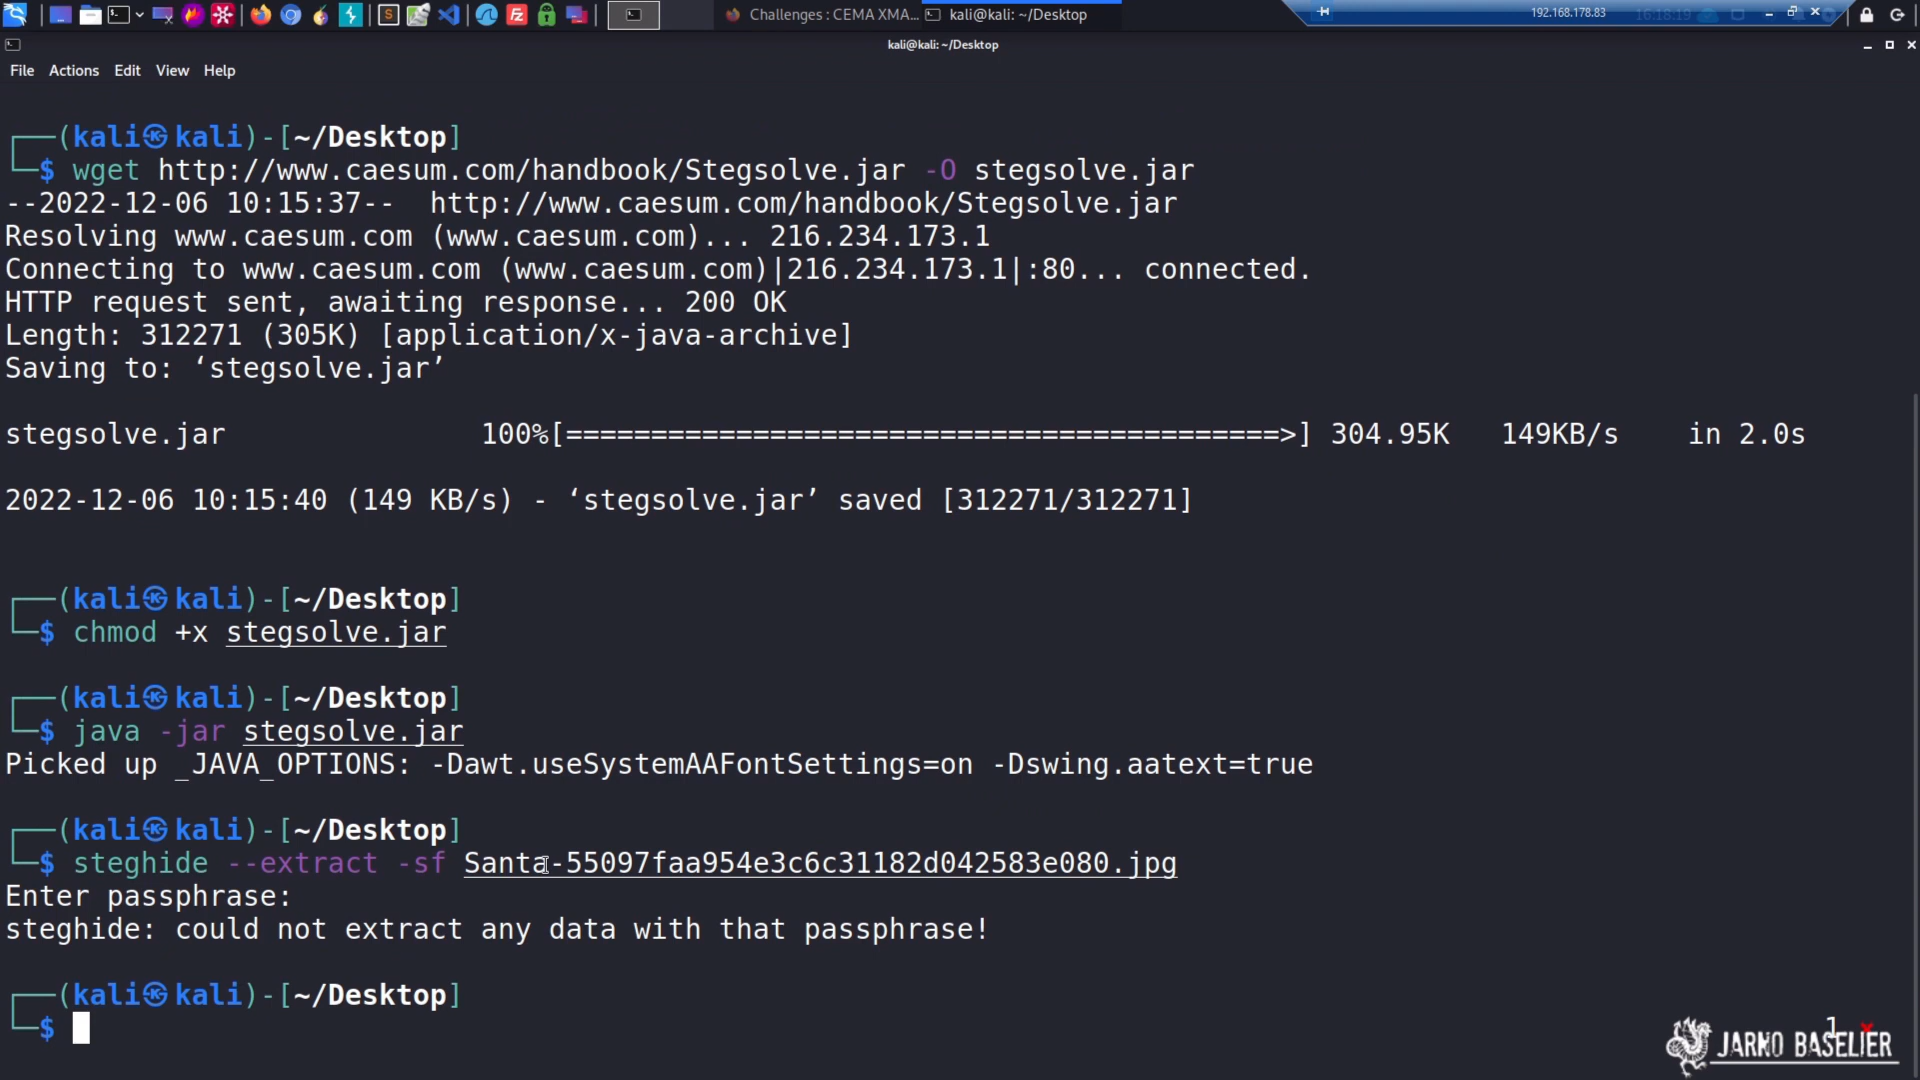 Challenges : CEMA XMA...
kali@kali: ~/Desktop
192.168.178.83
16:18:19
kali@kali: ~/Desktop
File Actions Edit View Help
┌──(kali㉿kali)-[~/Desktop]
└─$ wget http://www.caesum.com/handbook/Stegsolve.jar -O stegsolve.jar
--2022-12-06 10:15:37--  http://www.caesum.com/handbook/Stegsolve.jar
Resolving www.caesum.com (www.caesum.com)... 216.234.173.1
Connecting to www.caesum.com (www.caesum.com)|216.234.173.1|:80... connected.
HTTP request sent, awaiting response... 200 OK
Length: 312271 (305K) [application/x-java-archive]
Saving to: ‘stegsolve.jar’
stegsolve.jar 100%[==========================================>] 304.95K 149KB/s in 2.0s
2022-12-06 10:15:40 (149 KB/s) - ‘stegsolve.jar’ saved [312271/312271]
┌──(kali㉿kali)-[~/Desktop]
└─$ chmod +x stegsolve.jar
┌──(kali㉿kali)-[~/Desktop]
└─$ java -jar stegsolve.jar
Picked up _JAVA_OPTIONS: -Dawt.useSystemAAFontSettings=on -Dswing.aatext=true
┌──(kali㉿kali)-[~/Desktop]
└─$ steghide --extract -sf Santa-55097faa954e3c6c31182d042583e080.jpg
Enter passphrase:
steghide: could not extract any data with that passphrase!
┌──(kali㉿kali)-[~/Desktop]
└─$
1
JARNO BASELIER